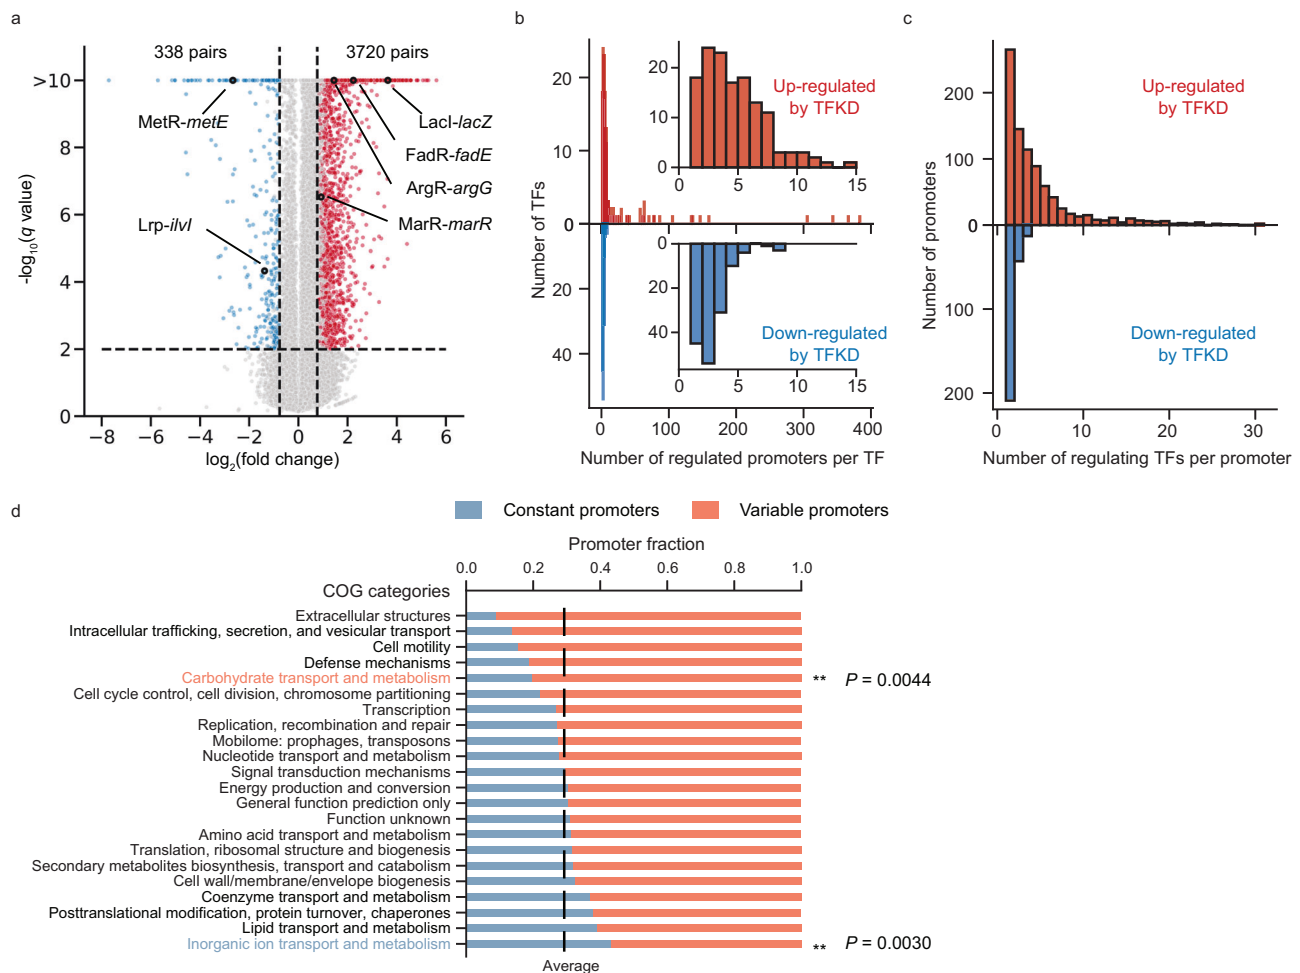 a
338 pairs
3720 pairs
>10
8
6
4
2
0
-log10(q value)
MetR-metE
Lrp-ilvI
LacI-lacZ
FadR-fadE
ArgR-argG
MarR-marR
−8 −6 −4 −2 0 2 4 6
log2(fold change)
b
Number of TFs
20
0
20
40
0 100 200 300 400
Number of regulated promoters per TF
20
0
0 5 10 15
Up-regulated
by TFKD
0
20
40
0 5 10 15
Down-regulated
by TFKD
c
Number of promoters
200
100
0
100
200
Up-regulated
by TFKD
Down-regulated
by TFKD
0 10 20 30
Number of regulating TFs per promoter
d
Constant promoters Variable promoters
Promoter fraction
0.0 0.2 0.4 0.6 0.8 1.0
COG categories
Extracellular structures
Intracellular trafficking, secretion, and vesicular transport
Cell motility
Defense mechanisms
Carbohydrate transport and metabolism ** P = 0.0044
Cell cycle control, cell division, chromosome partitioning
Transcription
Replication, recombination and repair
Mobilome: prophages, transposons
Nucleotide transport and metabolism
Signal transduction mechanisms
Energy production and conversion
General function prediction only
Function unknown
Amino acid transport and metabolism
Translation, ribosomal structure and biogenesis
Secondary metabolites biosynthesis, transport and catabolism
Cell wall/membrane/envelope biogenesis
Coenzyme transport and metabolism
Posttranslational modification, protein turnover, chaperones
Lipid transport and metabolism
Inorganic ion transport and metabolism ** P = 0.0030
Average